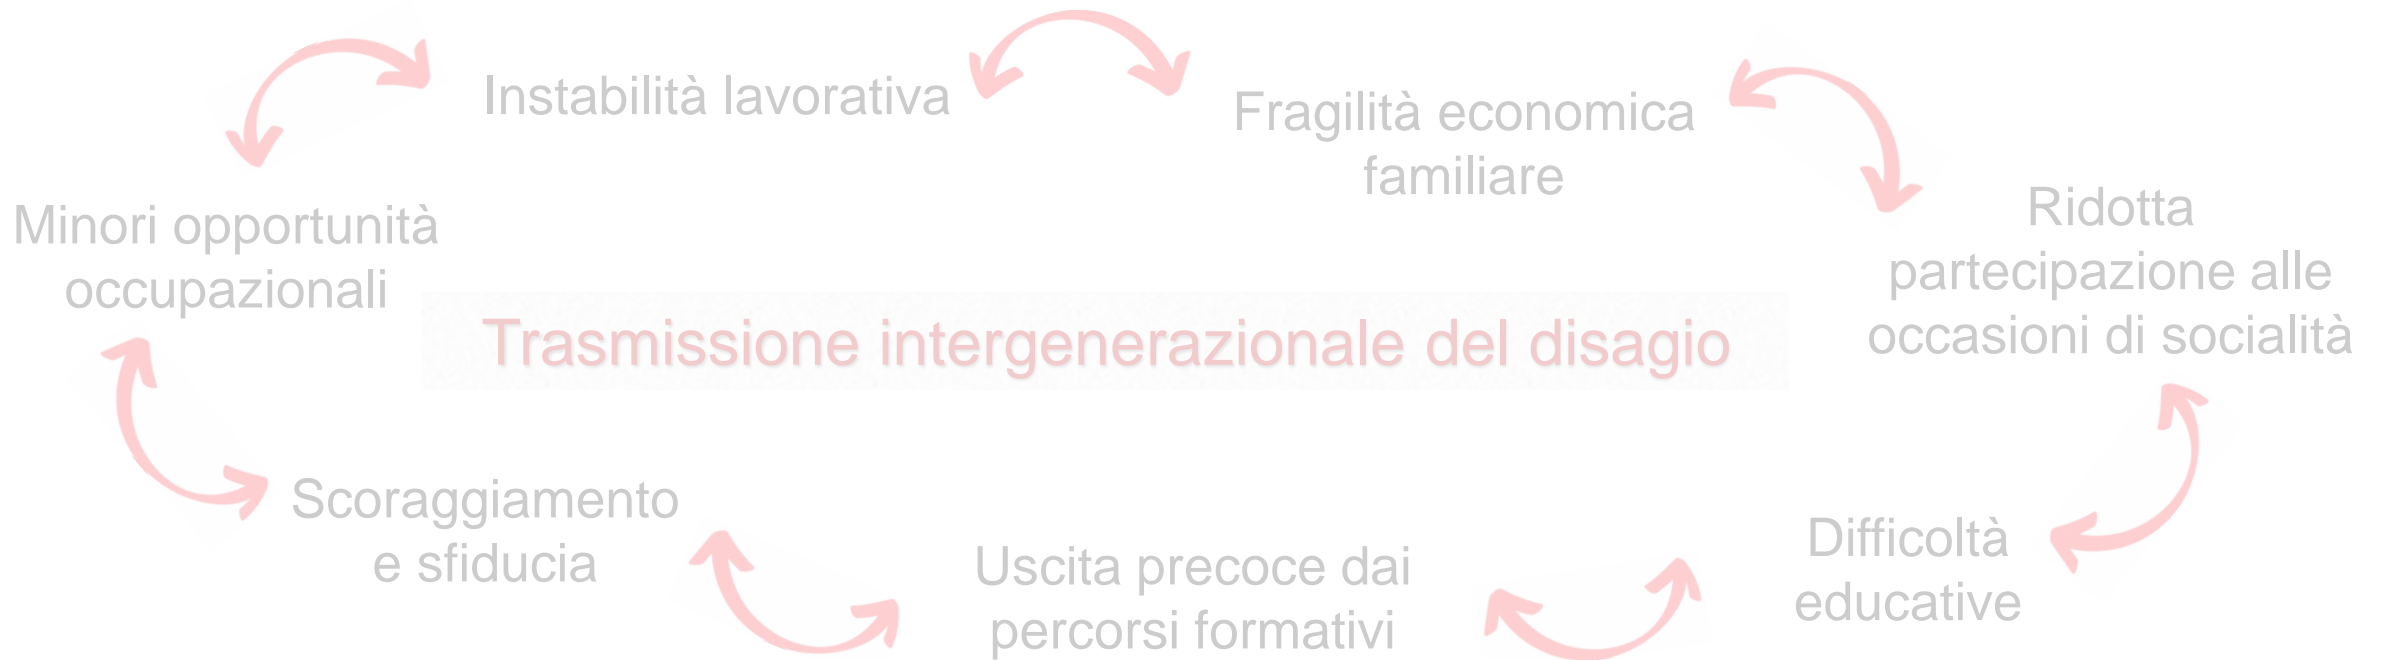 Instabilità lavorativa
Fragilità economica
familiare
Ridotta
partecipazione alle
occasioni di socialità
Minori opportunità
occupazionali
Trasmissione intergenerazionale del disagio
Scoraggiamento
e sfiducia
Uscita precoce dai
percorsi formativi
Difficoltà
educative